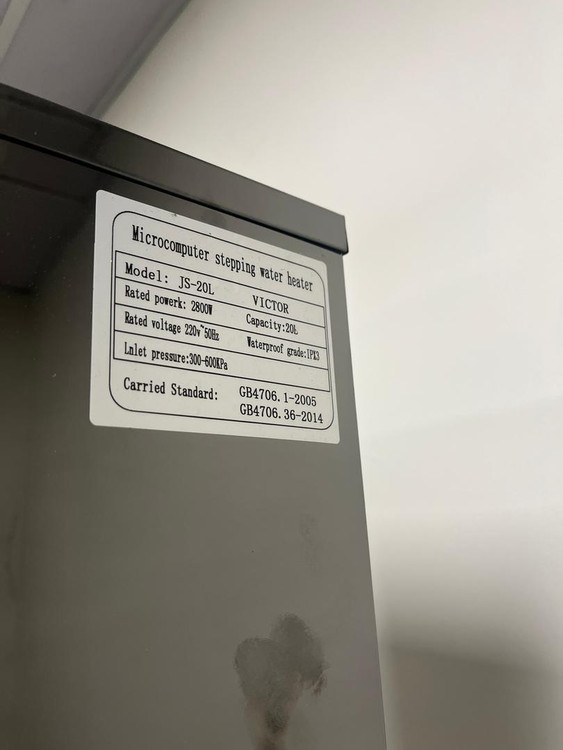 Microcomputer stepping water heater
Model: JS-20L VICTOR
Rated powerk: 2800W Capacity:20L
Rated voltage 220v~50Hz Waterproof grade:IPX3
Lnlet pressure:300-600KPa
Carried Standard: GB4706.1-2005
GB4706.36-2014